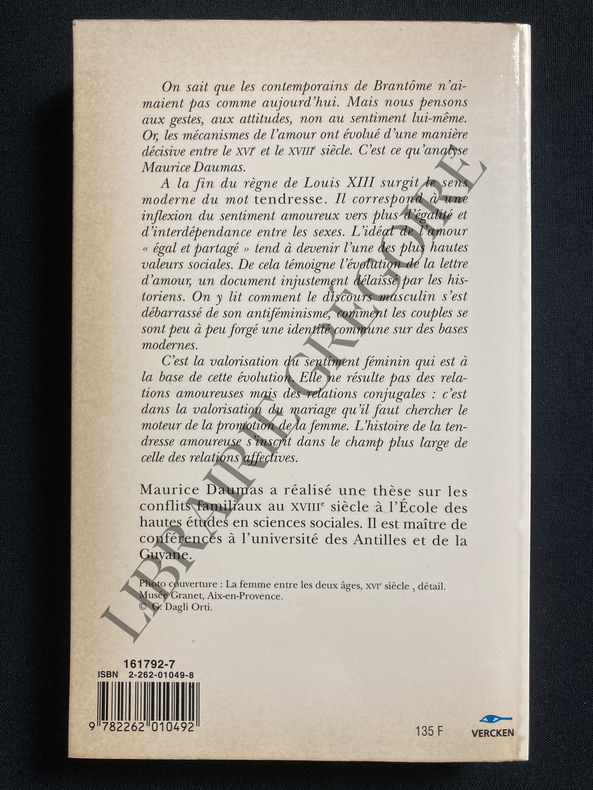 On sait que les contemporains de Brantôme n'ai-
maient pas comme aujourd'hui. Mais nous pensons
aux gestes, aux attitudes, non au sentiment lui-même.
Or, les mécanismes de l'amour ont évolué d'une manière
décisive entre le XVIe et le XVIIIe siècle. C'est ce qu'analyse
Maurice Daumas.
A la fin du règne de Louis XIII surgit le sens
moderne du mot tendresse. Il correspond à une
inflexion du sentiment amoureux vers plus d'égalité et
d'interdépendance entre les sexes. L'idéal de l'amour
« égal et partagé » tend à devenir l'une des plus hautes
valeurs sociales. De cela témoigne l'évolution de la lettre
d'amour, un document injustement délaissé par les his-
toriens. On y lit comment le discours masculin s'est
débarrassé de son antiféminisme, comment les couples se
sont peu à peu forgé une identité commune sur des bases
modernes.
C'est la valorisation du sentiment féminin qui est à
la base de cette évolution. Elle ne résulte pas des rela-
tions amoureuses mais des relations conjugales : c'est
dans la valorisation du mariage qu'il faut chercher le
moteur de la promotion de la femme. L'histoire de la ten-
dresse amoureuse s'inscrit dans le champ plus large de
celle des relations affectives.
Maurice Daumas a réalisé une thèse sur les
conflits familiaux au XVIIIe siècle à l'École des
hautes études en sciences sociales. Il est maître de
conférences à l'université des Antilles et de la
Guyane.
Photo couverture : La femme entre les deux âges, XVIe siècle , détail.
Musée Granet, Aix-en-Provence.
© G. Dagli Orti.
LIBRAIRIE GREGOIRE
161792-7
ISBN 2-262-01049-8
9 782262 010492
135 F
VERCKEN